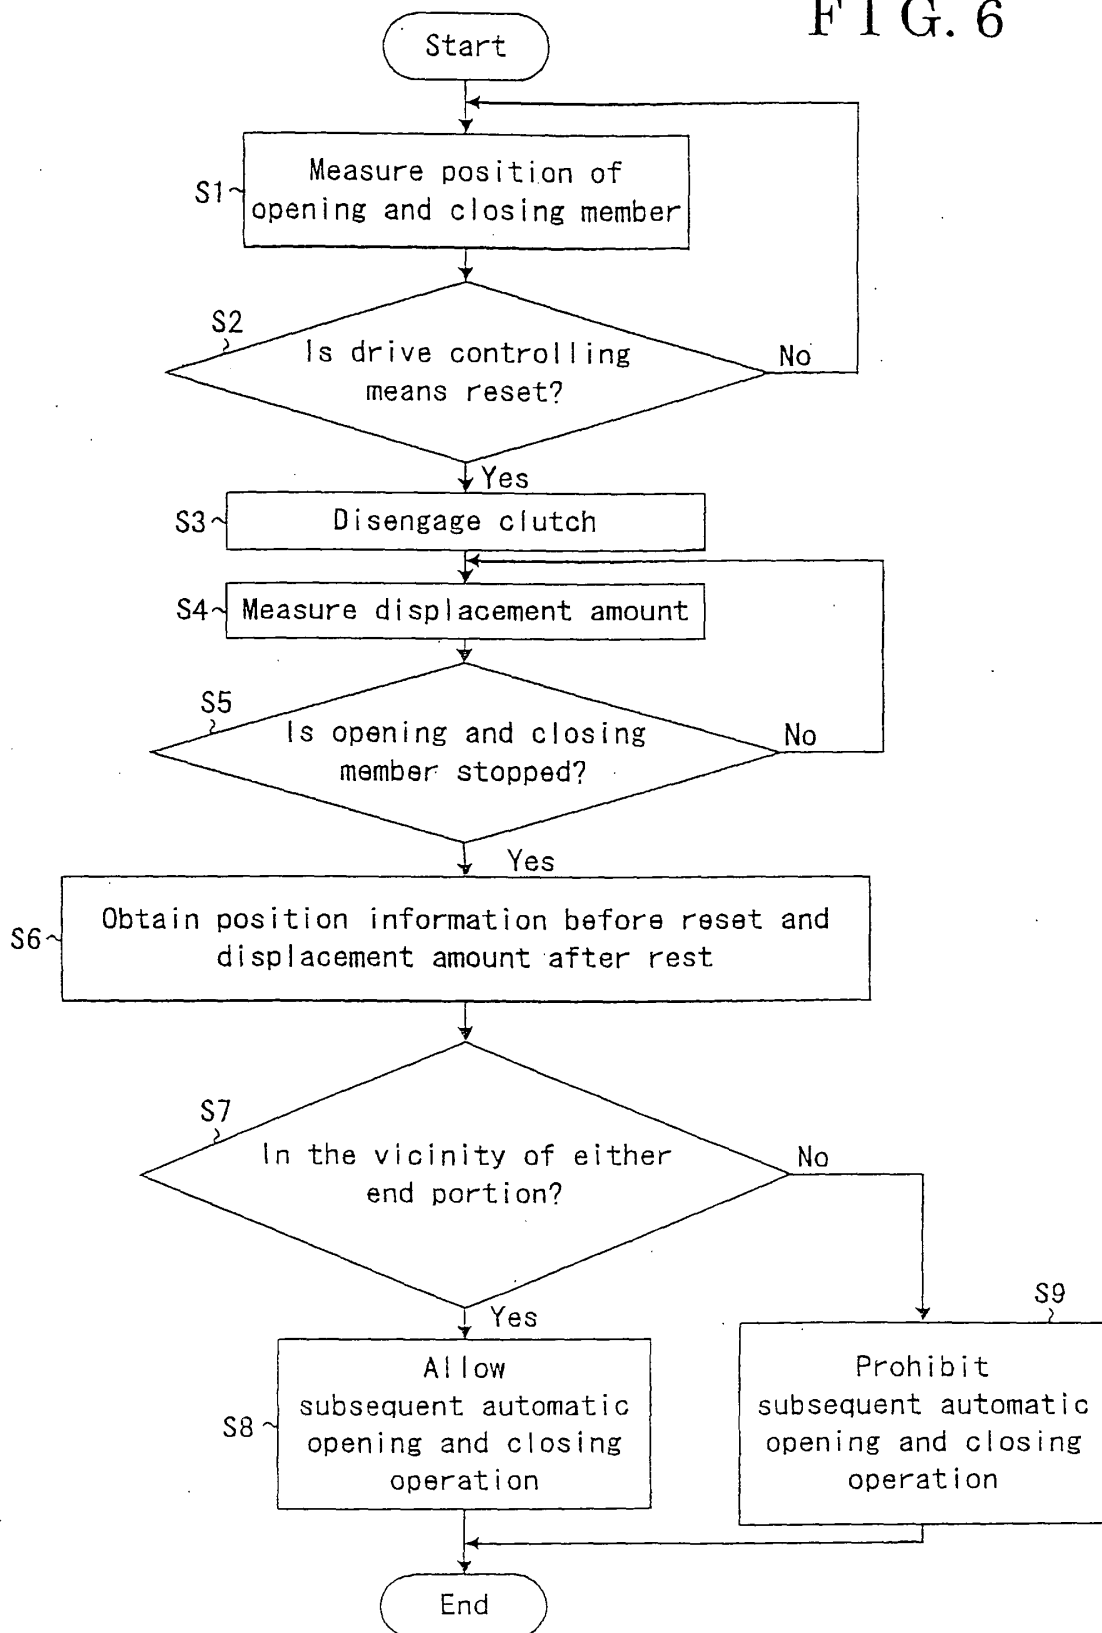 FIG. 6
Start
S1
Measure position of
opening and closing member
S2
Is drive controlling
means reset?
No
Yes
S3
Disengage clutch
S4
Measure displacement amount
S5
Is opening and closing
member stopped?
No
Yes
S6
Obtain position information before reset and
displacement amount after rest
S7
In the vicinity of either
end portion?
No
Yes
S8
Allow
subsequent automatic
opening and closing
operation
S9
Prohibit
subsequent automatic
opening and closing
operation
End